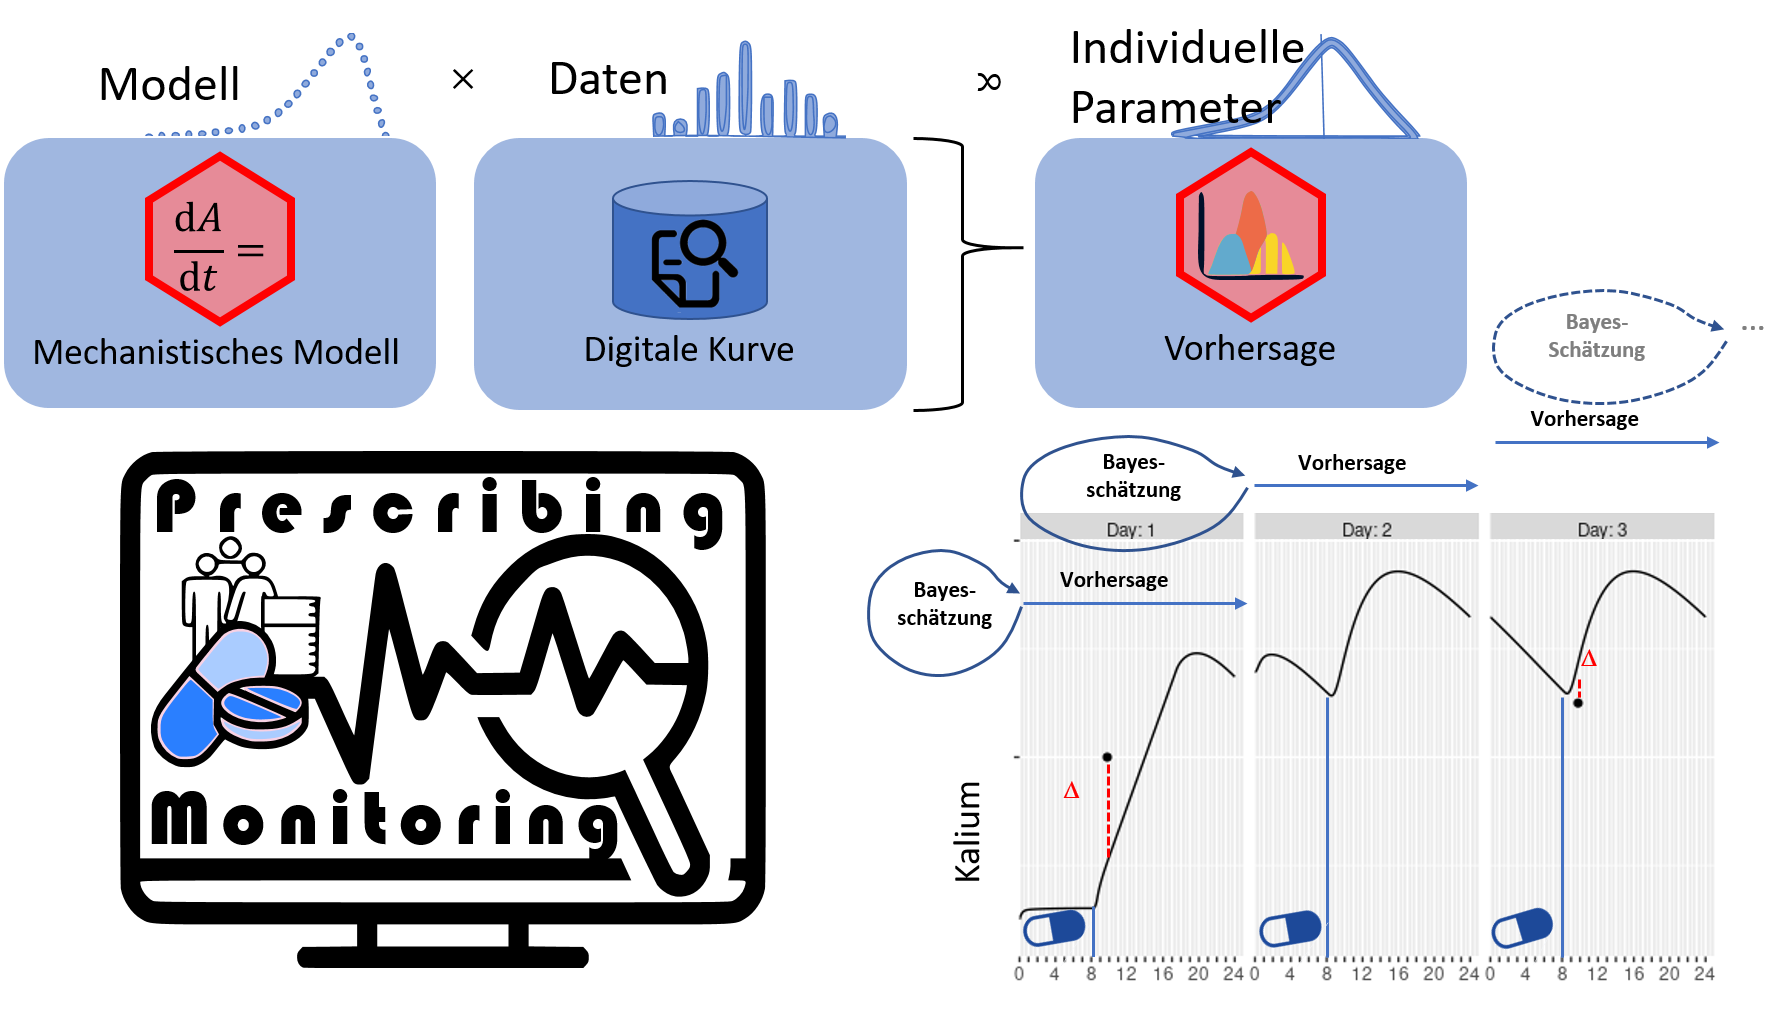 Modell
×
Daten
∝
Individuelle
Parameter
dA
dt
=
Mechanistisches Modell
Digitale Kurve
Vorhersage
Bayes-
Schätzung
...
Vorhersage
Prescribing
Monitoring
Bayes-
schätzung
Vorhersage
Bayes-
schätzung
Vorhersage
Day: 1
Day: 2
Day: 3
Δ
Δ
Kalium
0 4 8 12 16 20 24
0 4 8 12 16 20 24
0 4 8 12 16 20 24